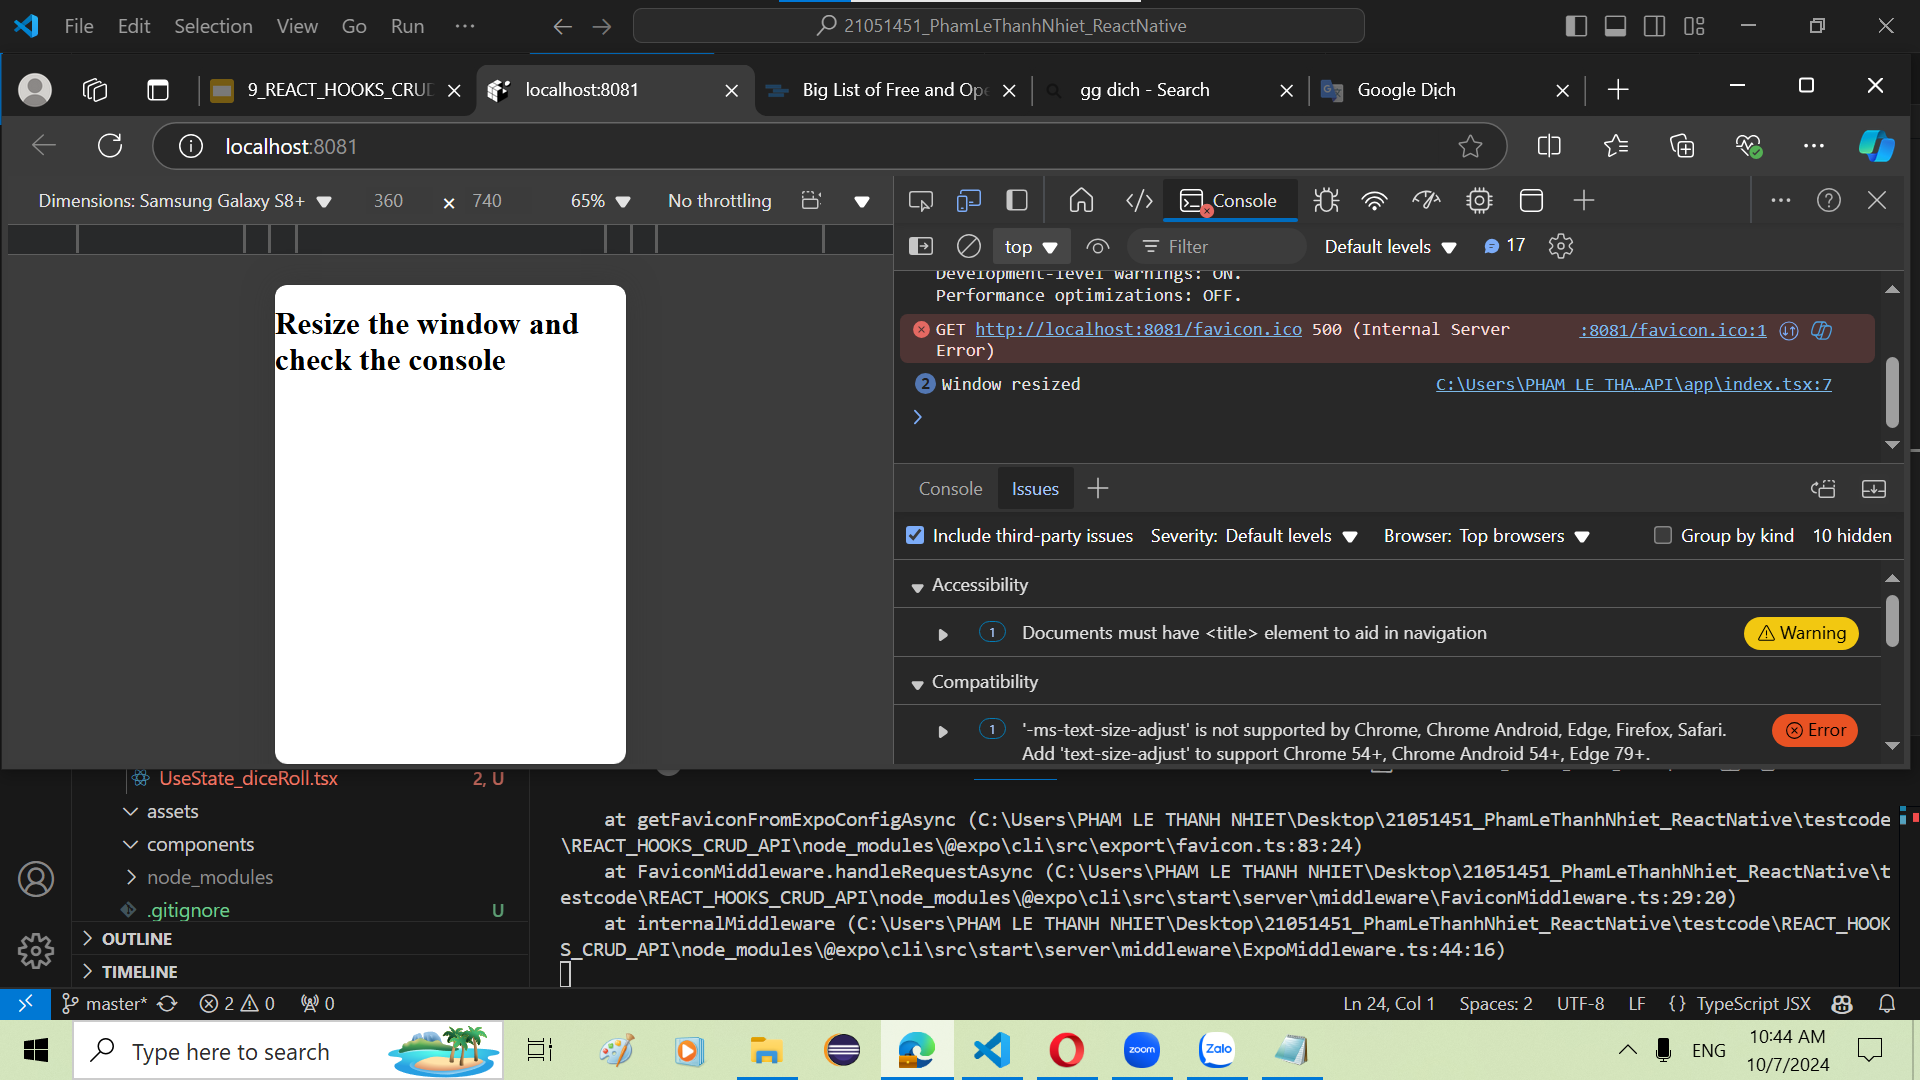 File Edit Selection View Go Run ··· 21051451_PhamLeThanhNhiet_ReactNative
9_REACT_HOOKS_CRUD localhost:8081 Big List of Free and Ope gg dich - Search Google Dịch
localhost:8081
Dimensions: Samsung Galaxy S8+ 360 × 740 65% No throttling
Console
top Filter Default levels 17
Development-level warnings: ON.
Performance optimizations: OFF.
GET http://localhost:8081/favicon.ico 500 (Internal Server Error) :8081/favicon.ico:1
2 Window resized C:\Users\PHAM LE THA…API\app\index.tsx:7
Resize the window and
check the console
Console Issues
Include third-party issues Severity: Default levels Browser: Top browsers Group by kind 10 hidden
Accessibility
1 Documents must have <title> element to aid in navigation Warning
Compatibility
1 '-ms-text-size-adjust' is not supported by Chrome, Chrome Android, Edge, Firefox, Safari. Error
Add 'text-size-adjust' to support Chrome 54+, Chrome Android 54+, Edge 79+.
UseState_diceRoll.tsx 2, U
assets
components
node_modules
.gitignore U
OUTLINE
TIMELINE
at getFaviconFromExpoConfigAsync (C:\Users\PHAM LE THANH NHIET\Desktop\21051451_PhamLeThanhNhiet_ReactNative\testcode
\REACT_HOOKS_CRUD_API\node_modules\@expo\cli\src\export\favicon.ts:83:24)
at FaviconMiddleware.handleRequestAsync (C:\Users\PHAM LE THANH NHIET\Desktop\21051451_PhamLeThanhNhiet_ReactNative\t
estcode\REACT_HOOKS_CRUD_API\node_modules\@expo\cli\src\start\server\middleware\FaviconMiddleware.ts:29:20)
at internalMiddleware (C:\Users\PHAM LE THANH NHIET\Desktop\21051451_PhamLeThanhNhiet_ReactNative\testcode\REACT_HOOK
S_CRUD_API\node_modules\@expo\cli\src\start\server\middleware\ExpoMiddleware.ts:44:16)
master* 2 0 0 Ln 24, Col 1 Spaces: 2 UTF-8 LF {} TypeScript JSX
Type here to search zoom Zalo ENG 10:44 AM
10/7/2024